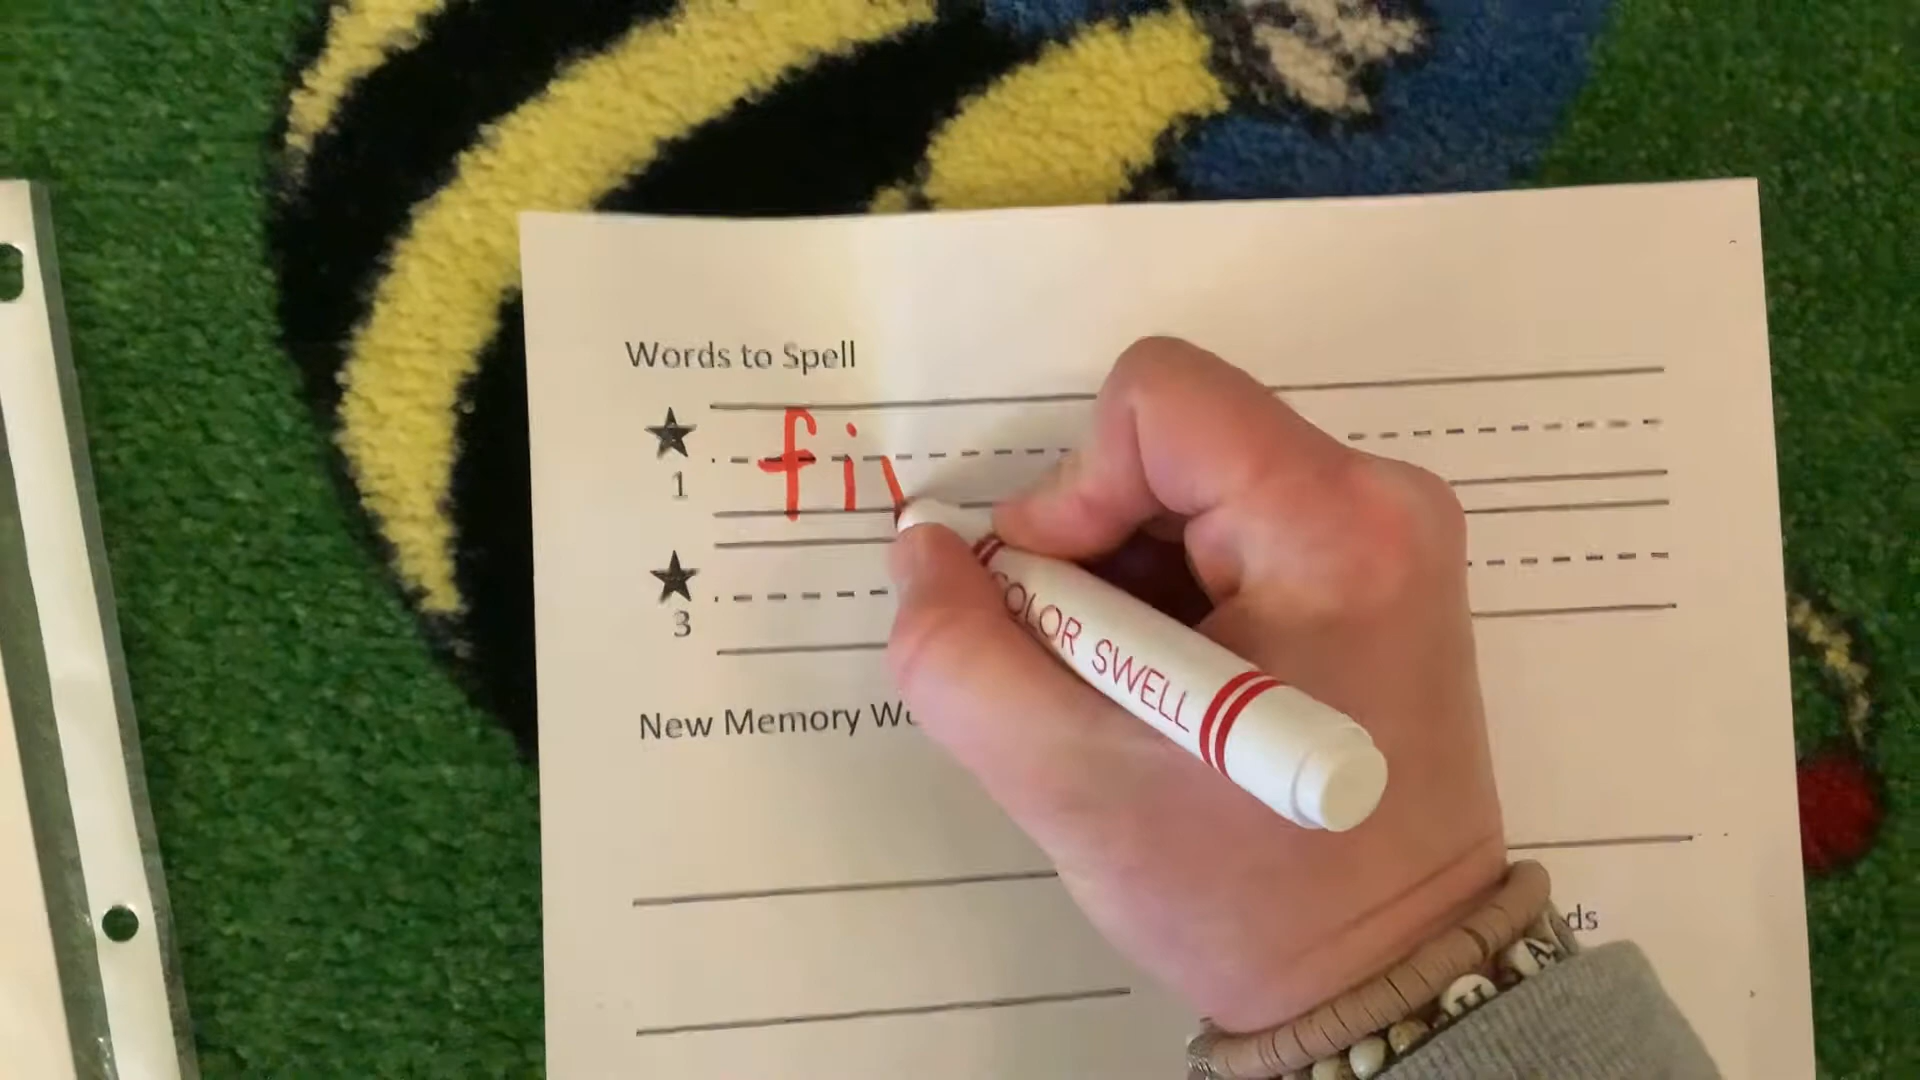 Words to Spell
★ 1 fi
★ 3
New Memory
COLOR SWELL